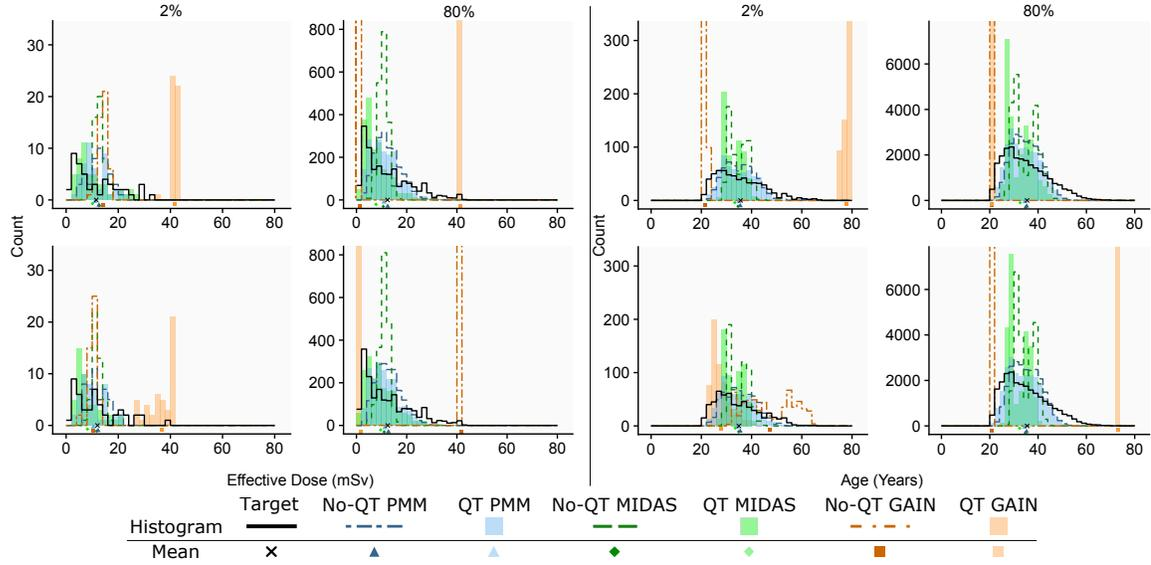 2% 80% 2% 80%
30 800 300
20 600 200 6000
10 400 100 4000
0 200 0 2000
0 0
0 20 40 60 80 0 20 40 60 80 0 20 40 60 80 0 20 40 60 80
Count Count
30 800 300
20 600 200 6000
10 400 100 4000
0 200 0 2000
0 0
0 20 40 60 80 0 20 40 60 80 0 20 40 60 80 0 20 40 60 80
Effective Dose (mSv) Age (Years)
Target No-QT PMM QT PMM No-QT MIDAS QT MIDAS No-QT GAIN QT GAIN
Histogram
Mean